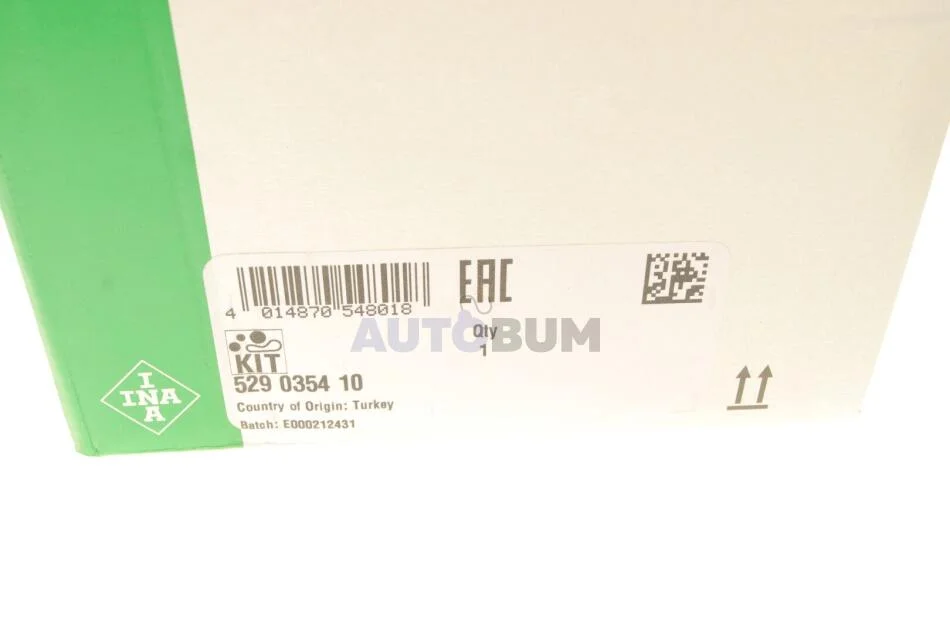 4 014870 548018
EAC
AUTOBUM
Qty
1
KIT
529 0354 10
Country of Origin: Turkey
Batch: E000212431
I
INA
A